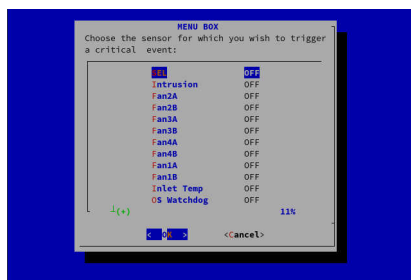 MENU BOX
Choose the sensor for which you wish to trigger
a critical event:
SEL OFF
Intrusion OFF
Fan2A OFF
Fan2B OFF
Fan3A OFF
Fan3B OFF
Fan4A OFF
Fan4B OFF
Fan1A OFF
Fan1B OFF
Inlet Temp OFF
OS Watchdog OFF
(+) 11%
< OK > <Cancel>